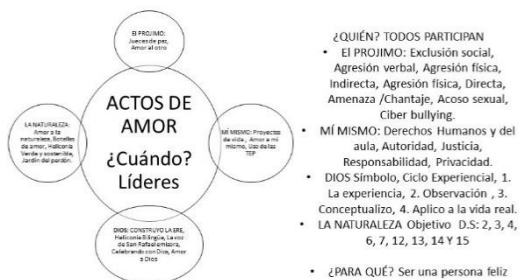 El PROJIMO:
Jueces de paz,
Amor al otro
LA NATURALEZA:
Amor a la
naturaleza, Botellas
de amor, Heliconia
Verde y sostenible,
Jardín del perdón.
ACTOS DE
AMOR
¿Cuándo?
Líderes
MÍ MISMO: Proyectos
de vida, Amor a mí
mismo, Uso de las
TEP
DIOS: CONSTRUYO LA ERE,
Heliconia Bilingüe, La voz
de San Rafael emisora,
Celebrando con Dios, Amor
a Dios
¿QUIÉN? TODOS PARTICIPAN
• El PROJIMO: Exclusión social,
Agresión verbal, Agresión física,
Indirecta, Agresión física, Directa,
Amenaza /Chantaje, Acoso sexual,
Ciber bullying.
• MÍ MISMO: Derechos Humanos y del
aula, Autoridad, Justicia,
Responsabilidad, Privacidad.
• DIOS Símbolo, Ciclo Experiencial, 1.
La experiencia, 2. Observación , 3.
Conceptualizo, 4. Aplico a la vida real.
• LA NATURALEZA Objetivo D.S: 2, 3, 4,
6, 7, 12, 13, 14 Y 15
• ¿PARA QUÉ? Ser una persona feliz